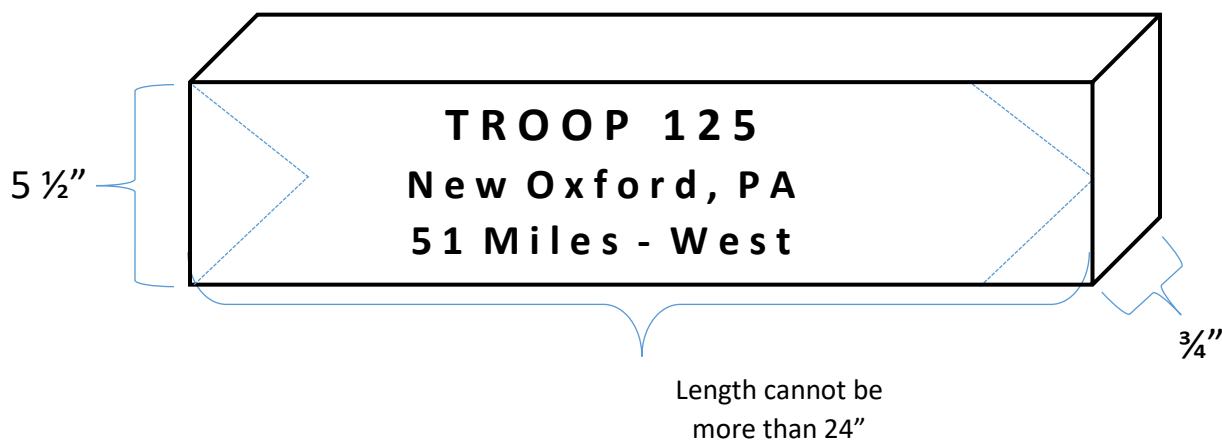 TROOP 125
New Oxford, PA
51 Miles - West
5 ½”
¾”
Length cannot be
more than 24”